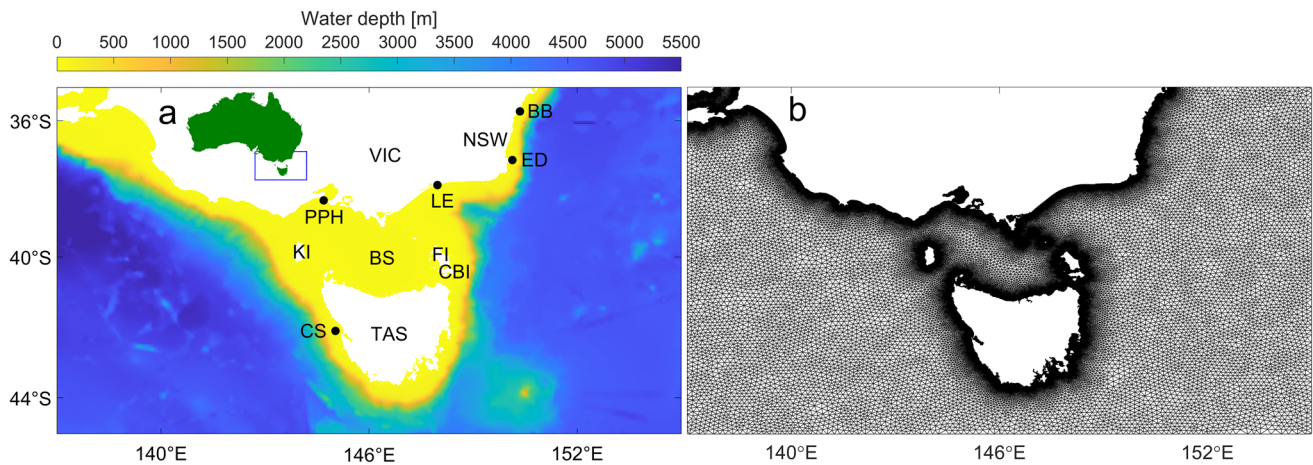 Water depth [m]
0 500 1000 1500 2000 2500 3000 3500 4000 4500 5000 5500
a
b
36°S
BB
NSW
VIC
ED
LE
PPH
KI
BS
FI
40°S
CBI
CS
TAS
44°S
140°E 146°E 152°E
140°E 146°E 152°E